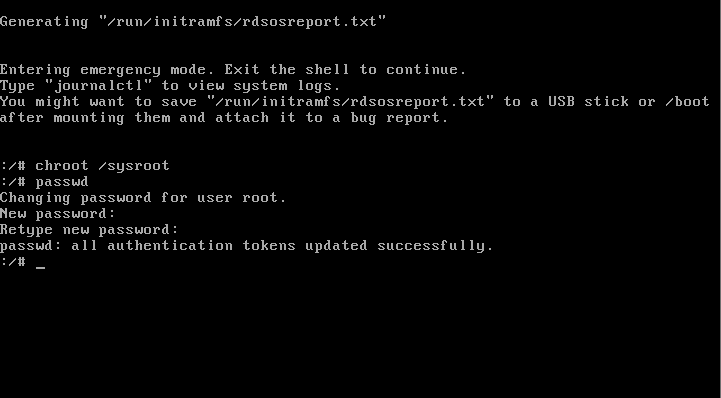 Generating "/run/initramfs/rdsosreport.txt"
Entering emergency mode. Exit the shell to continue.
Type "journalctl" to view system logs.
You might want to save "/run/initramfs/rdsosreport.txt" to a USB stick or /boot
after mounting them and attach it to a bug report.
:/# chroot /sysroot
:/# passwd
Changing password for user root.
New password:
Retype new password:
passwd: all authentication tokens updated successfully.
:/# _